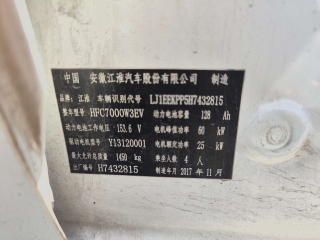 中国 安徽江淮汽车股份有限公司 制造
品牌：江淮 车辆识别代号 LJ1EEKPP5H7432815
整车型号 HFC7000W3EV 动力电池容量 128 Ah
动力电池工作电压 153.6 V 电机峰值功率 60 kW
驱动电机型号 Y13120001 电机额定功率 25 kW
最大允许总质量 1450 kg 乘坐人数 4 人
出厂编号 H7432815 制造年月 2017 年 11 月